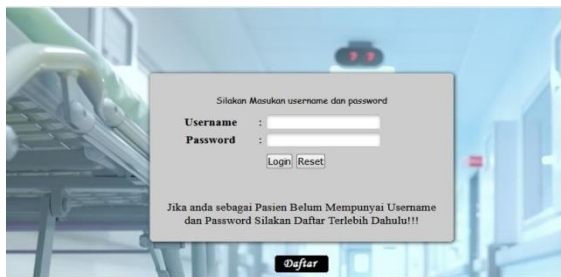 Silakan Masukan username dan password
Username :
Password :
Login Reset
Jika anda sebagai Pasien Belum Mempunyai Username
dan Password Silakan Daftar Terlebih Dahulu!!!
Daftar